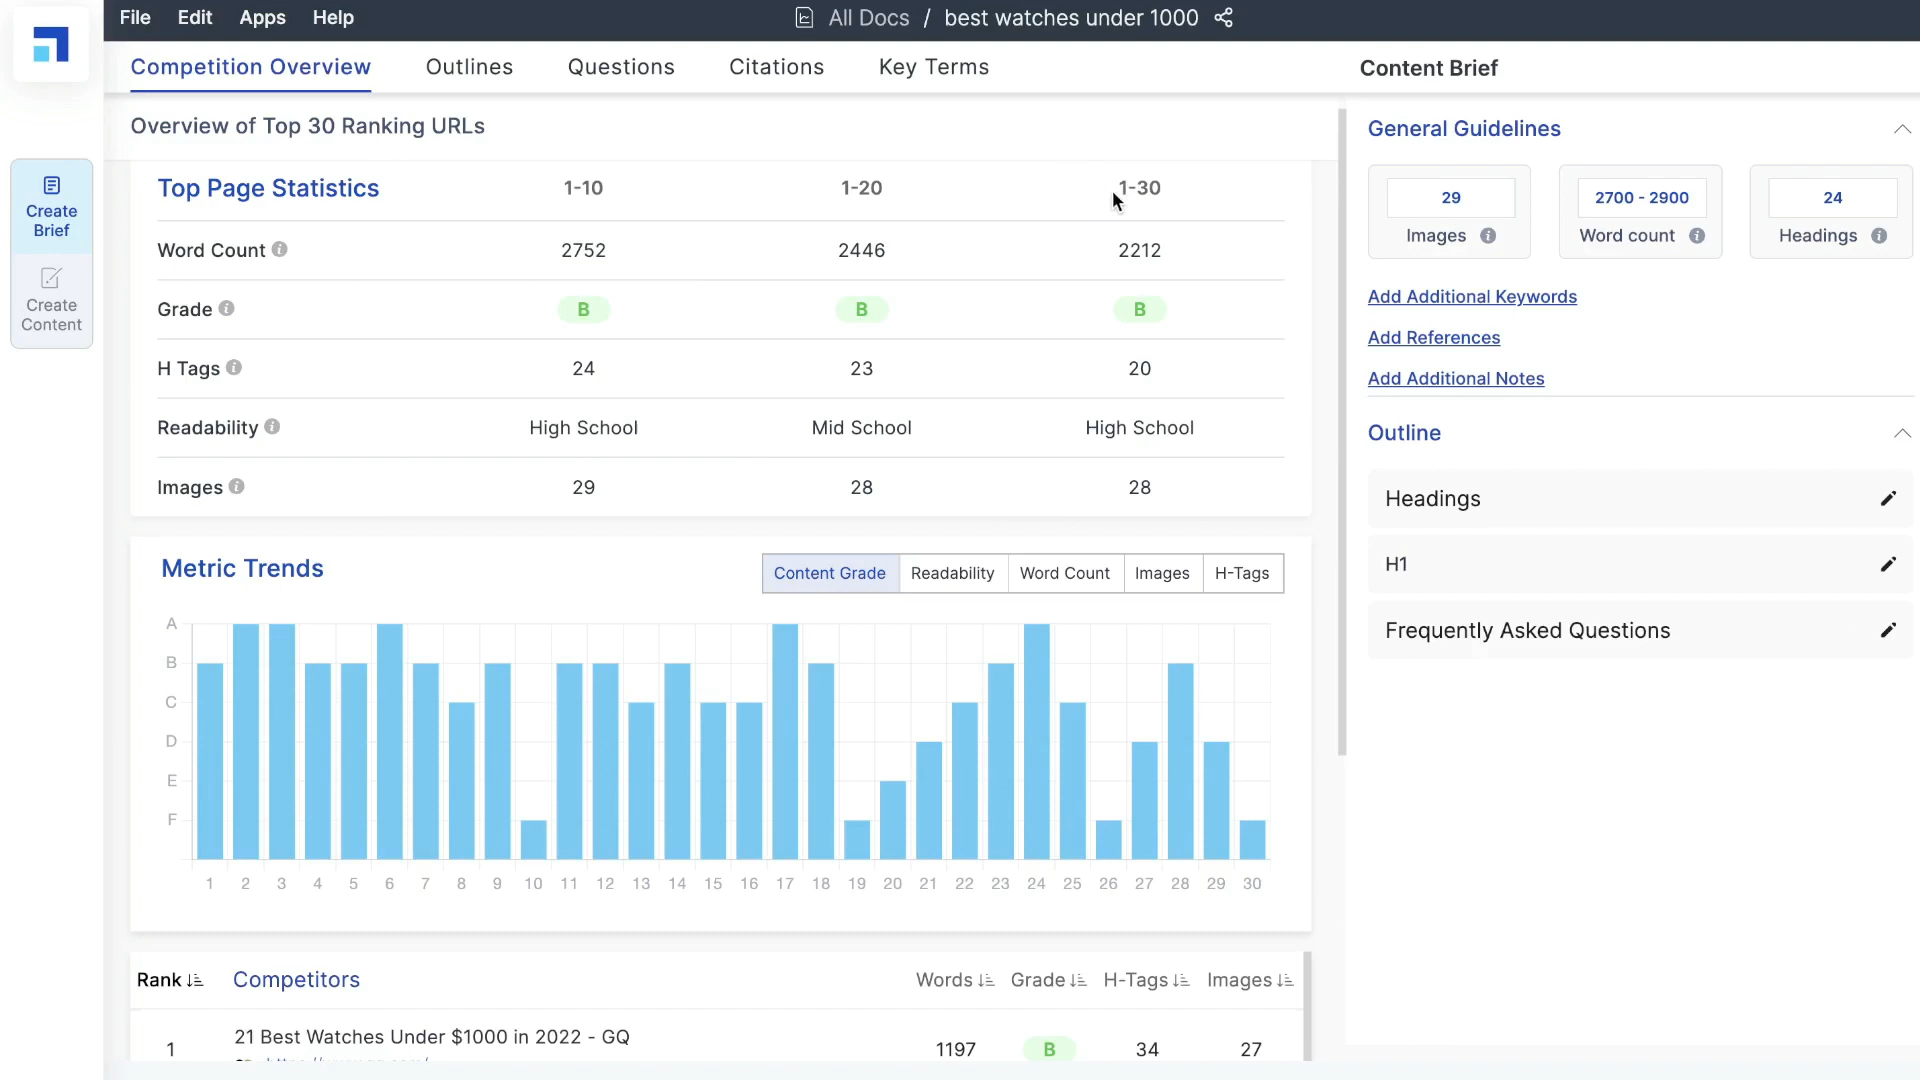 File Edit Apps Help
All Docs / best watches under 1000
Competition Overview Outlines Questions Citations Key Terms
Content Brief
Overview of Top 30 Ranking URLs
Create
Brief
Create
Content
Top Page Statistics 1-10 1-20 1-30
Word Count 2752 2446 2212
Grade B B B
H Tags 24 23 20
Readability High School Mid School High School
Images 29 28 28
Metric Trends
Content Grade Readability Word Count Images H-Tags
A
B
C
D
E
F
1 2 3 4 5 6 7 8 9 10 11 12 13 14 15 16 17 18 19 20 21 22 23 24 25 26 27 28 29 30
Rank Competitors Words Grade H-Tags Images
1 21 Best Watches Under $1000 in 2022 - GQ 1197 B 34 27
General Guidelines
29 2700 - 2900 24
Images Word count Headings
Add Additional Keywords
Add References
Add Additional Notes
Outline
Headings
H1
Frequently Asked Questions